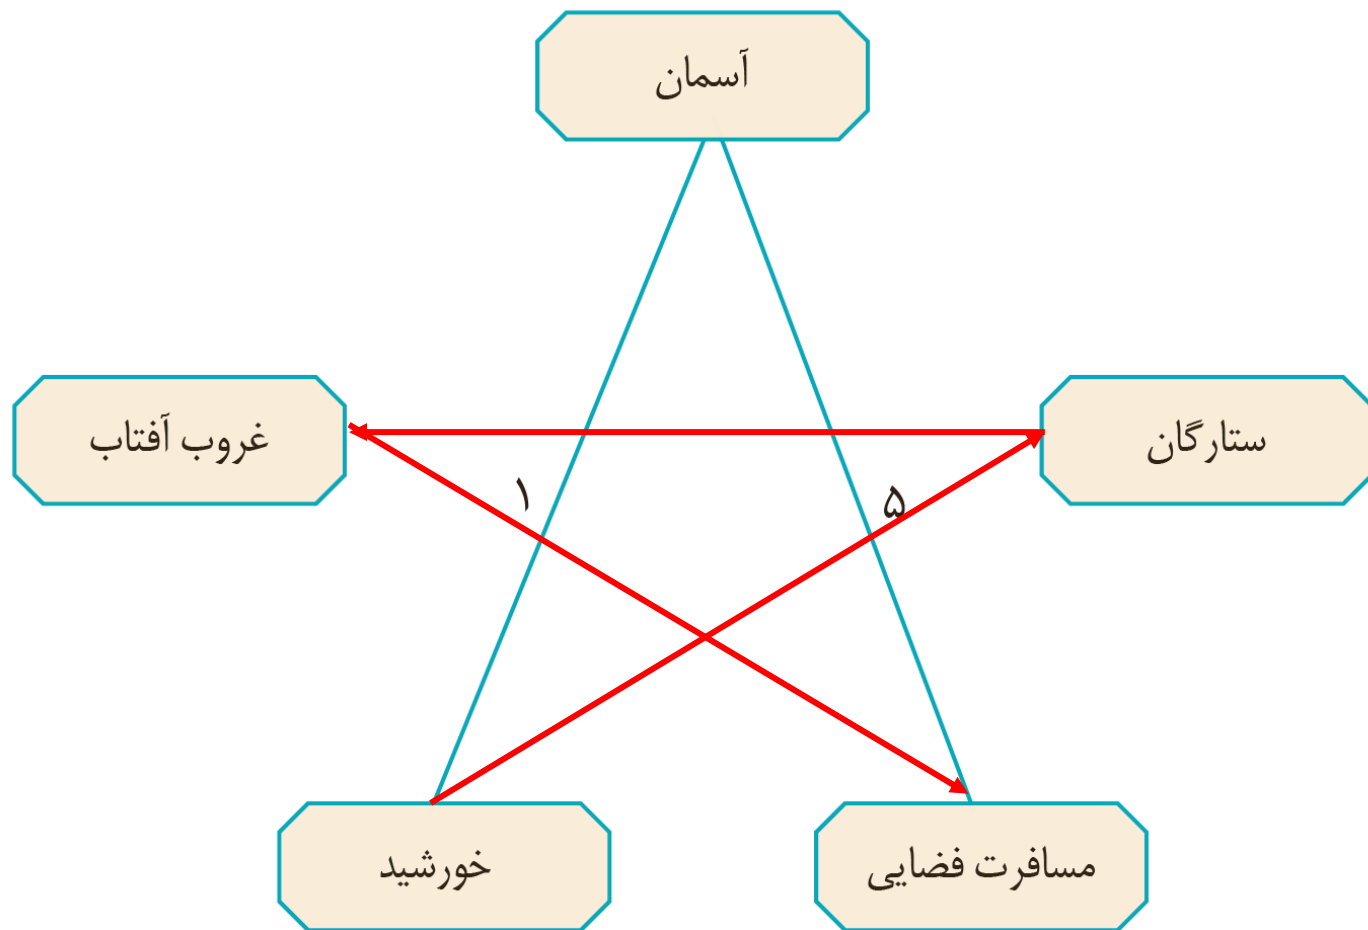 آسمان
ستارگان
غروب آفتاب
۵
۱
مسافرت فضایی
خورشید